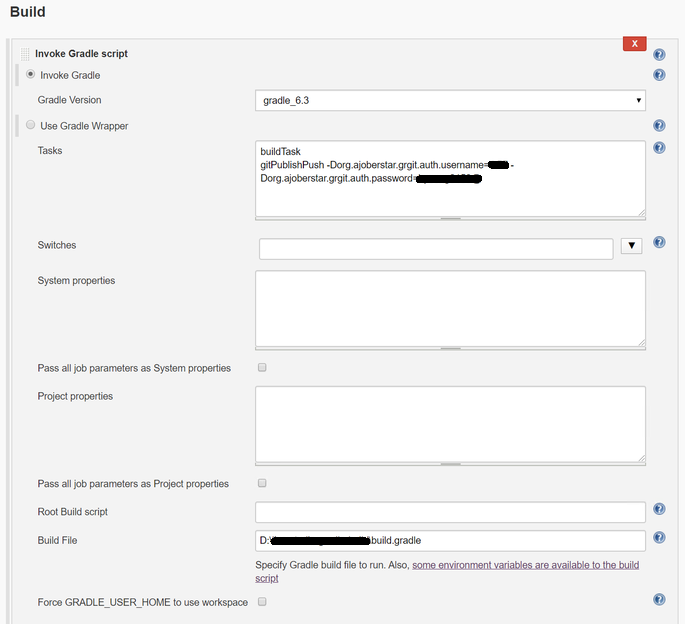 Build
Invoke Gradle script
X
Invoke Gradle
Gradle Version
gradle_6.3
Use Gradle Wrapper
Tasks
buildTask
gitPublishPush -Dorg.ajoberstar.grgit.auth.username= -
Dorg.ajoberstar.grgit.auth.password=
Switches
System properties
Pass all job parameters as System properties
Project properties
Pass all job parameters as Project properties
Root Build script
Build File
D:\ build.gradle
Specify Gradle build file to run. Also, some environment variables are available to the build
script
Force GRADLE_USER_HOME to use workspace